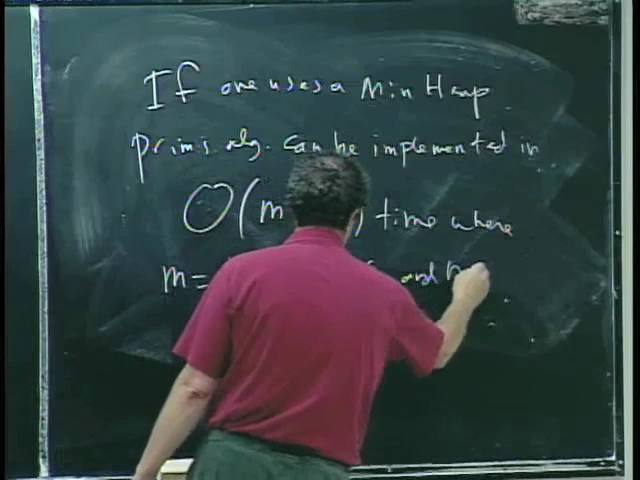 If one uses a Min Heap
Prim's alg. can be implemented in
O(m ) time where
m= and n